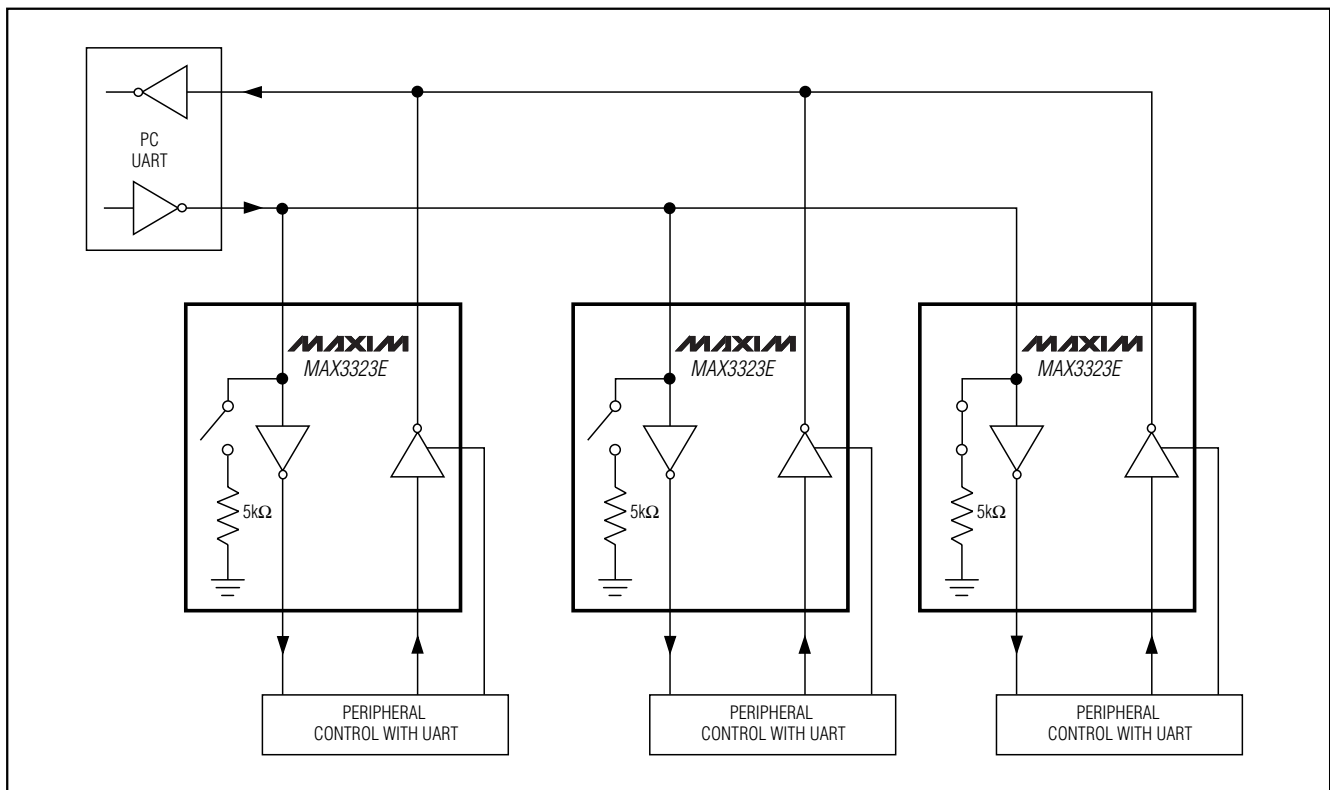 PC
UART
MAXIM
MAX3323E
5kΩ
PERIPHERAL
CONTROL WITH UART
MAXIM
MAX3323E
5kΩ
PERIPHERAL
CONTROL WITH UART
MAXIM
MAX3323E
5kΩ
PERIPHERAL
CONTROL WITH UART